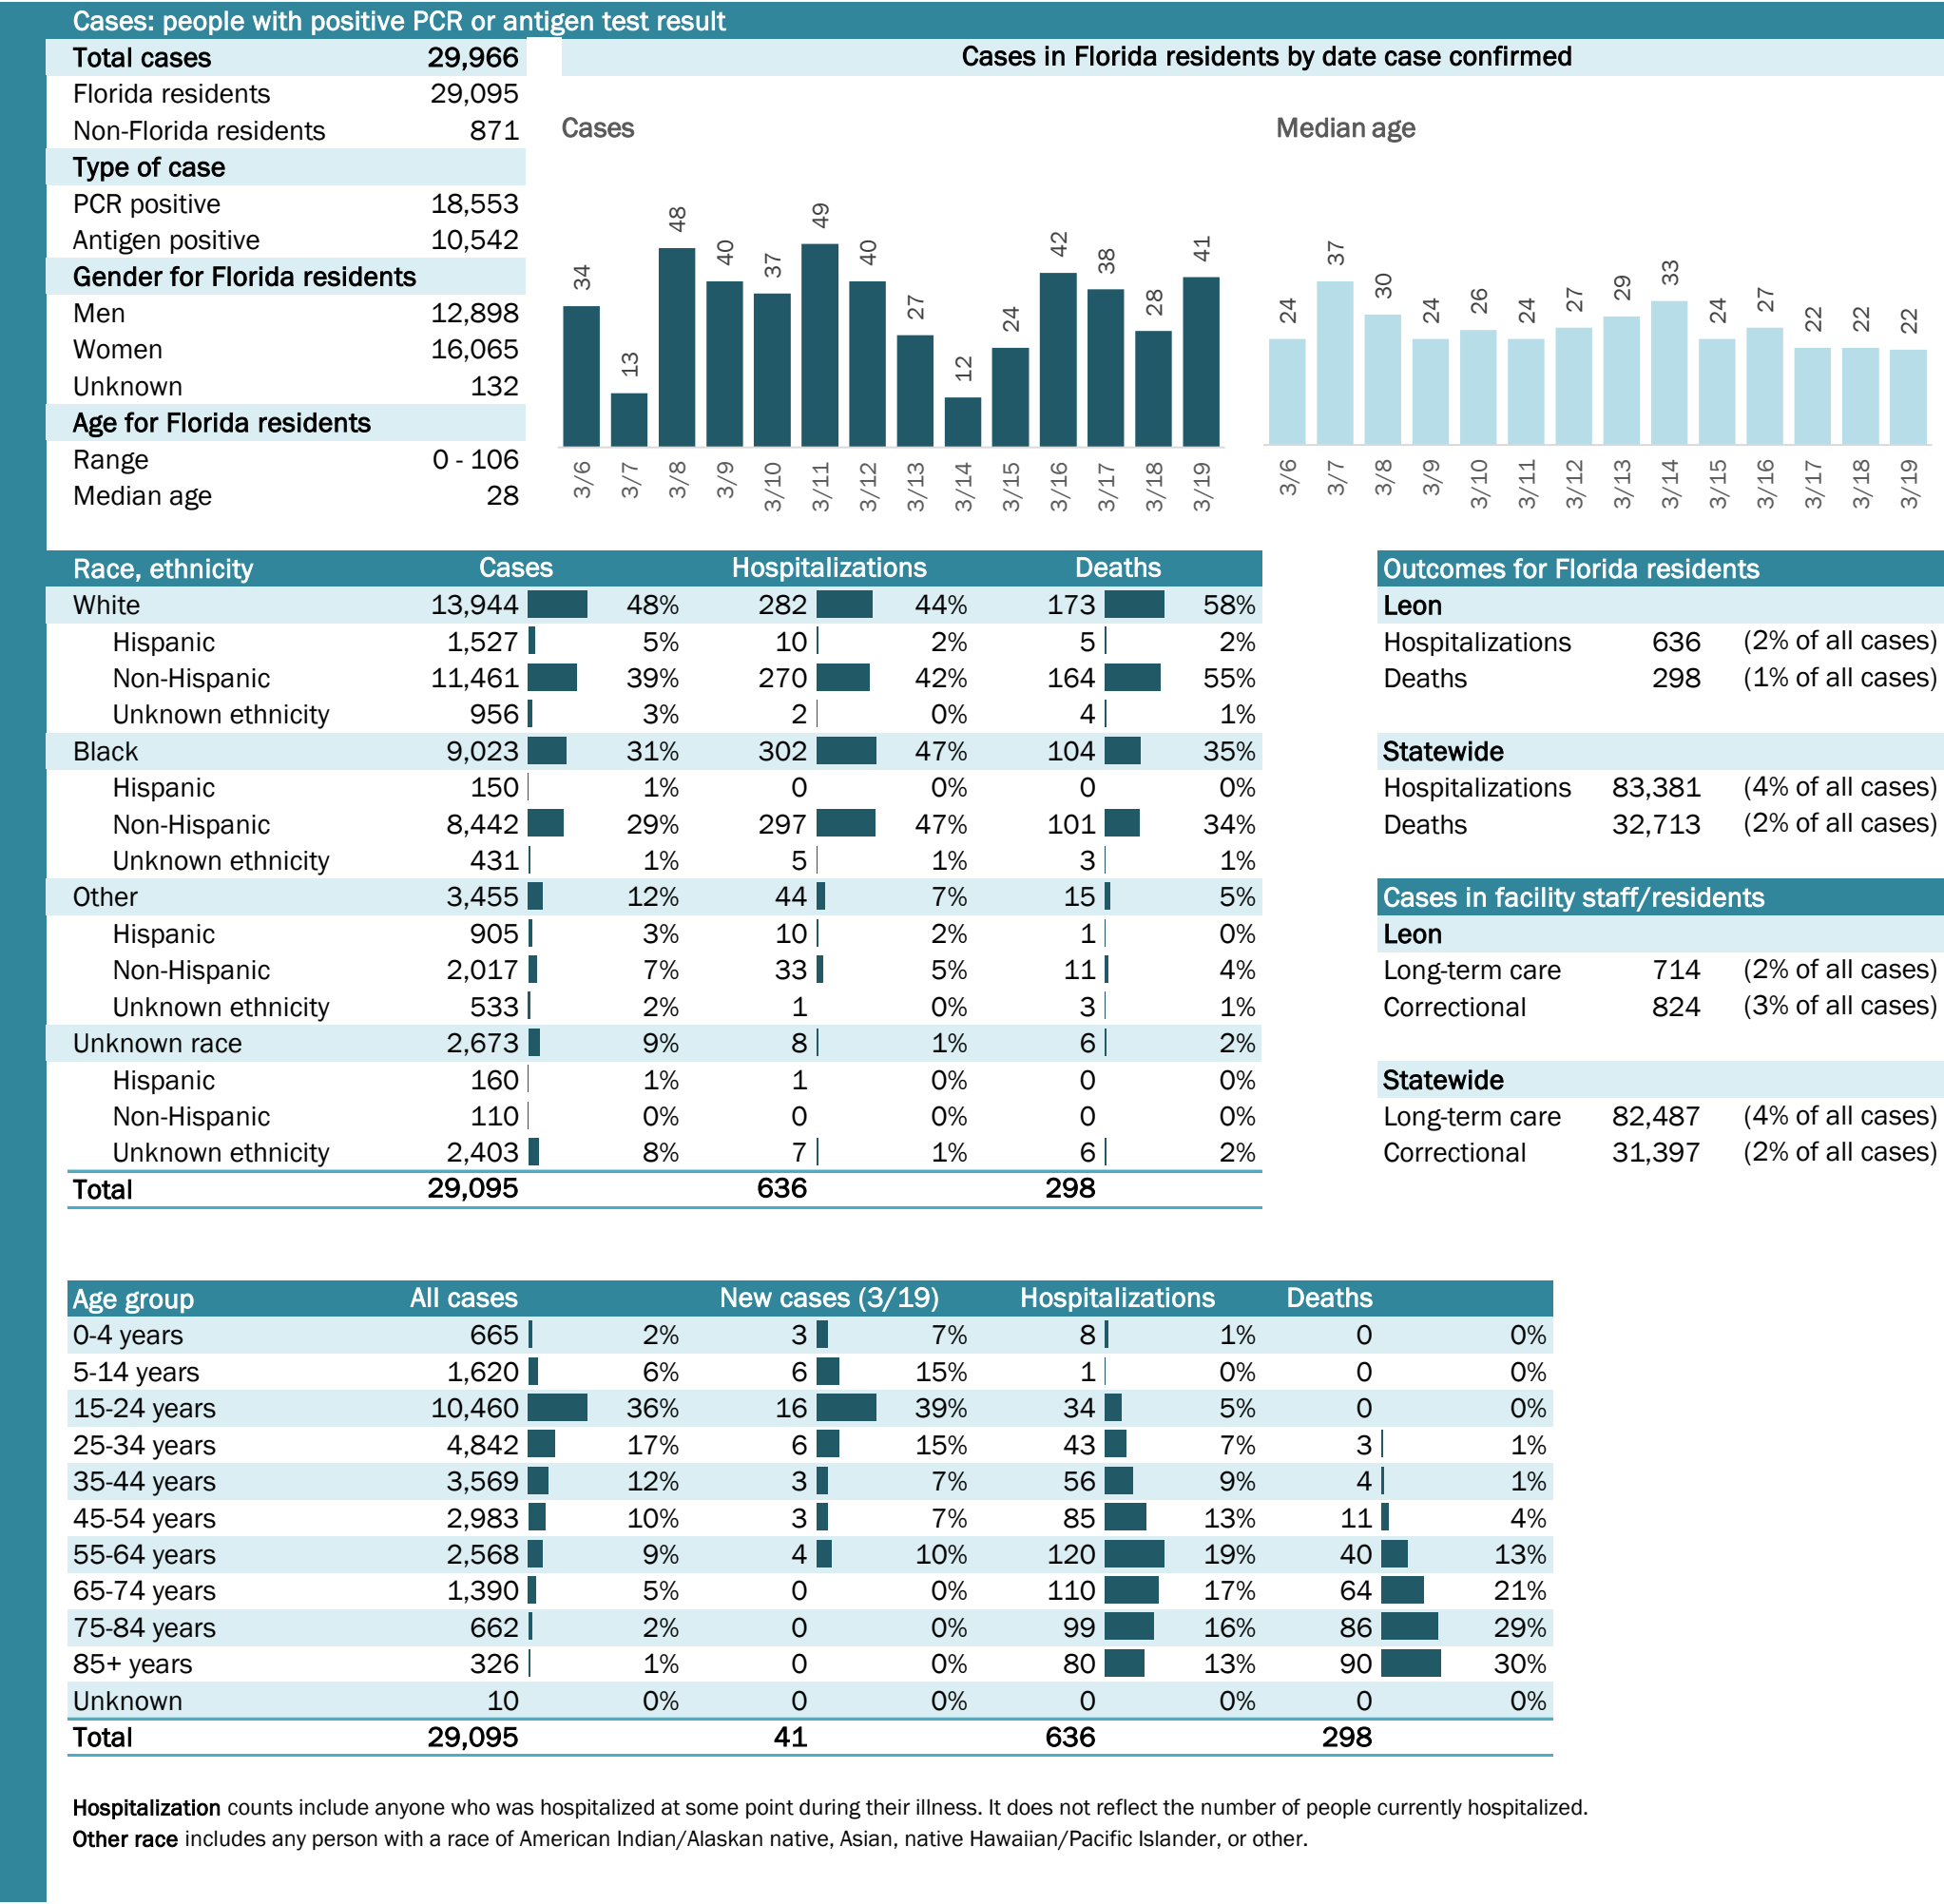 Cases: people with positive PCR or antigen test result
Total cases 29,966
Florida residents 29,095
Non-Florida residents 871
Type of case
PCR positive 18,553
Antigen positive 10,542
Gender for Florida residents
Men 12,898
Women 16,065
Unknown 132
Age for Florida residents
Range 0 - 106
Median age 28
Cases in Florida residents by date case confirmed
Cases
34 13 48 40 37 49 40 27 12 24 42 38 28 41
3/6 3/7 3/8 3/9 3/10 3/11 3/12 3/13 3/14 3/15 3/16 3/17 3/18 3/19
Median age
24 37 30 24 26 24 27 29 33 24 27 22 22 22
3/6 3/7 3/8 3/9 3/10 3/11 3/12 3/13 3/14 3/15 3/16 3/17 3/18 3/19
Race, ethnicity Cases Hospitalizations Deaths
White 13,944 48% 282 44% 173 58%
Hispanic 1,527 5% 10 2% 5 2%
Non-Hispanic 11,461 39% 270 42% 164 55%
Unknown ethnicity 956 3% 2 0% 4 1%
Black 9,023 31% 302 47% 104 35%
Hispanic 150 1% 0 0% 0 0%
Non-Hispanic 8,442 29% 297 47% 101 34%
Unknown ethnicity 431 1% 5 1% 3 1%
Other 3,455 12% 44 7% 15 5%
Hispanic 905 3% 10 2% 1 0%
Non-Hispanic 2,017 7% 33 5% 11 4%
Unknown ethnicity 533 2% 1 0% 3 1%
Unknown race 2,673 9% 8 1% 6 2%
Hispanic 160 1% 1 0% 0 0%
Non-Hispanic 110 0% 0 0% 0 0%
Unknown ethnicity 2,403 8% 7 1% 6 2%
Total 29,095 636 298
Outcomes for Florida residents
Leon
Hospitalizations 636 (2% of all cases)
Deaths 298 (1% of all cases)
Statewide
Hospitalizations 83,381 (4% of all cases)
Deaths 32,713 (2% of all cases)
Cases in facility staff/residents
Leon
Long-term care 714 (2% of all cases)
Correctional 824 (3% of all cases)
Statewide
Long-term care 82,487 (4% of all cases)
Correctional 31,397 (2% of all cases)
Age group All cases New cases (3/19) Hospitalizations Deaths
0-4 years 665 2% 3 7% 8 1% 0 0%
5-14 years 1,620 6% 6 15% 1 0% 0 0%
15-24 years 10,460 36% 16 39% 34 5% 0 0%
25-34 years 4,842 17% 6 15% 43 7% 3 1%
35-44 years 3,569 12% 3 7% 56 9% 4 1%
45-54 years 2,983 10% 3 7% 85 13% 11 4%
55-64 years 2,568 9% 4 10% 120 19% 40 13%
65-74 years 1,390 5% 0 0% 110 17% 64 21%
75-84 years 662 2% 0 0% 99 16% 86 29%
85+ years 326 1% 0 0% 80 13% 90 30%
Unknown 10 0% 0 0% 0 0% 0 0%
Total 29,095 41 636 298
Hospitalization counts include anyone who was hospitalized at some point during their illness. It does not reflect the number of people currently hospitalized.
Other race includes any person with a race of American Indian/Alaskan native, Asian, native Hawaiian/Pacific Islander, or other.